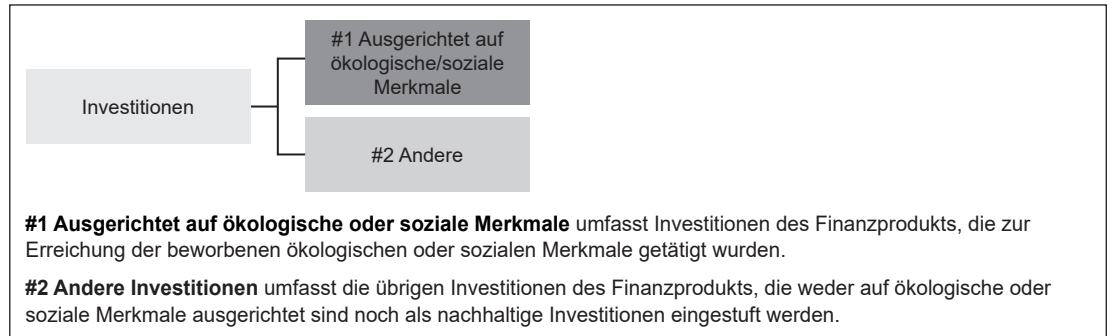 #1 Ausgerichtet auf
ökologische/soziale
Merkmale
Investitionen
#2 Andere
#1 Ausgerichtet auf ökologische oder soziale Merkmale umfasst Investitionen des Finanzprodukts, die zur
Erreichung der beworbenen ökologischen oder sozialen Merkmale getätigt wurden.
#2 Andere Investitionen umfasst die übrigen Investitionen des Finanzprodukts, die weder auf ökologische oder
soziale Merkmale ausgerichtet sind noch als nachhaltige Investitionen eingestuft werden.